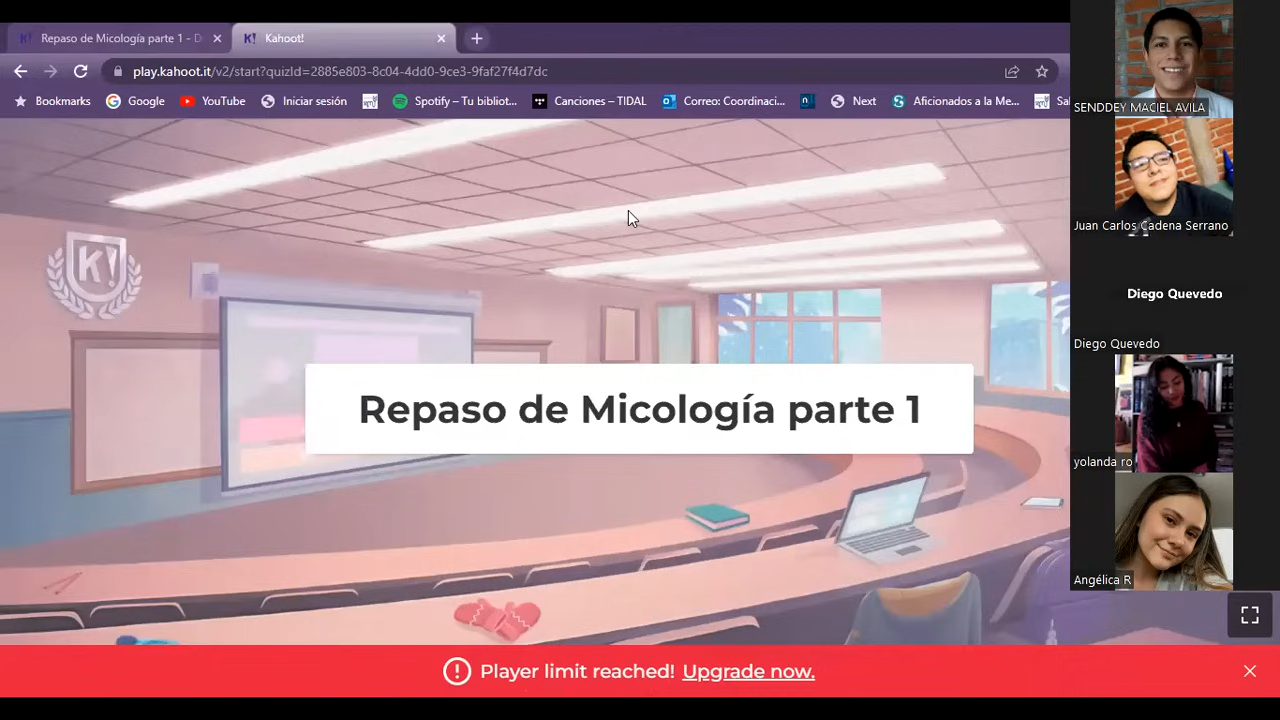 K! Repaso de Micología parte 1 - D
K! Kahoot!
play.kahoot.it/v2/start?quizId=2885e803-8c04-4dd0-9ce3-9faf27f4d7dc
Bookmarks Google YouTube Iniciar sesión Spotify – Tu bibliot... Canciones – TIDAL Correo: Coordinaci... Next Aficionados a la Me... Sal
K!
Repaso de Micología parte 1
Player limit reached! Upgrade now.
SENDDEY MACIEL AVILA
Juan Carlos Cadena Serrano
Diego Quevedo
Diego Quevedo
yolanda ro
Angélica R